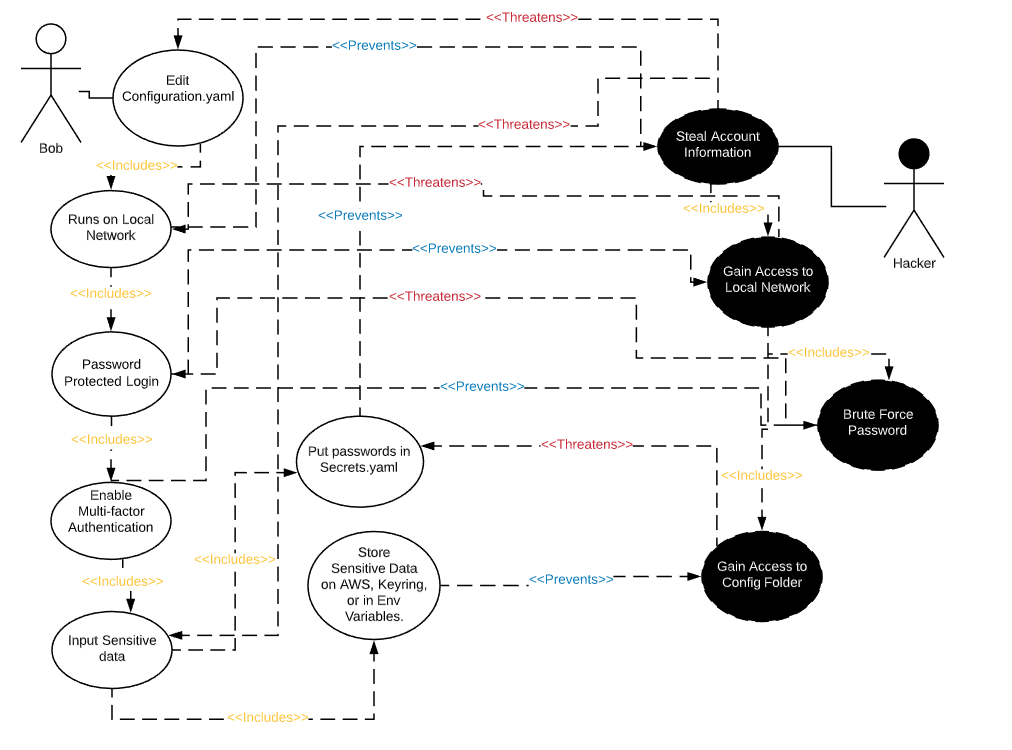 <<Threatens>>
<<Prevents>>
Edit
Configuration.yaml
<<Threatens>>
Steal Account
Information
Bob
<<Includes>>
<<Threatens>>
<<Includes>>
<<Prevents>>
Runs on Local
Network
<<Prevents>>
Hacker
Gain Access to
Local Network
<<Includes>>
<<Threatens>>
<<Includes>>
Password
Protected Login
<<Prevents>>
Brute Force
Password
<<Includes>>
<<Threatens>>
Put passwords in
Secrets.yaml
<<Includes>>
Enable
Multi-factor
Authentication
<<Includes>>
Store
Sensitive Data
on AWS, Keyring,
or in Env
Variables.
<<Includes>>
<<Prevents>>
Gain Access to
Config Folder
Input Sensitive
data
<<Includes>>